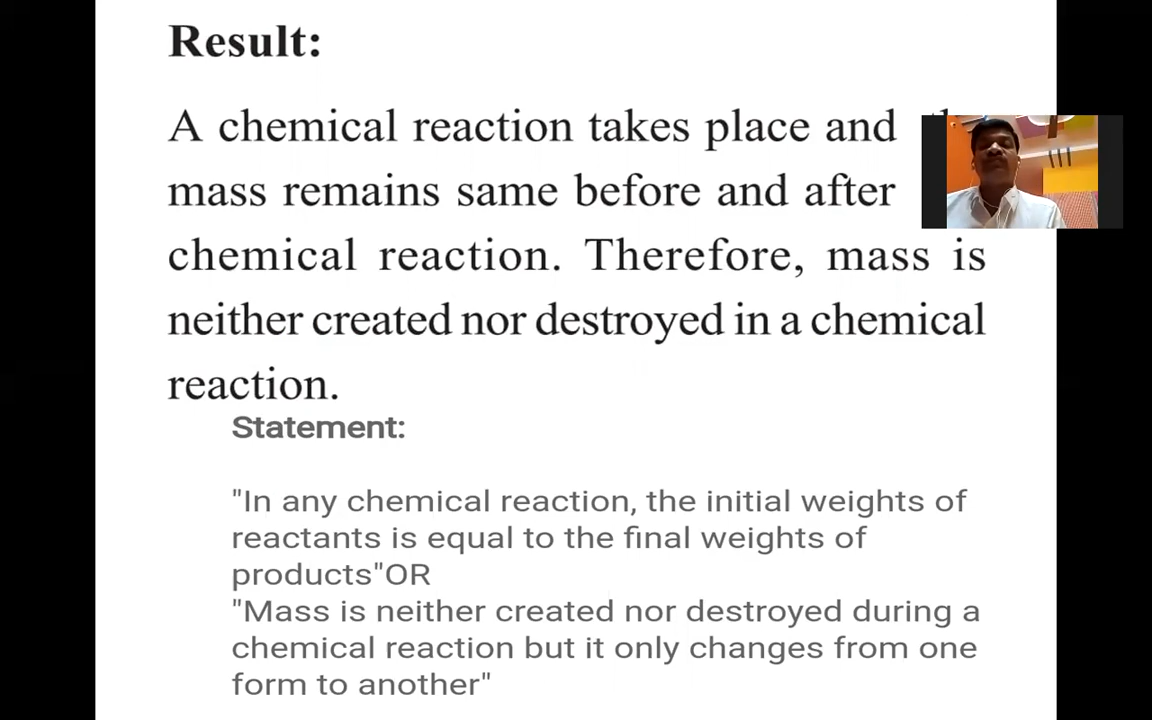 Result:
A chemical reaction takes place and
mass remains same before and after
chemical reaction. Therefore, mass is
neither created nor destroyed in a chemical
reaction.
Statement:
"In any chemical reaction, the initial weights of
reactants is equal to the final weights of
products"OR
"Mass is neither created nor destroyed during a
chemical reaction but it only changes from one
form to another"